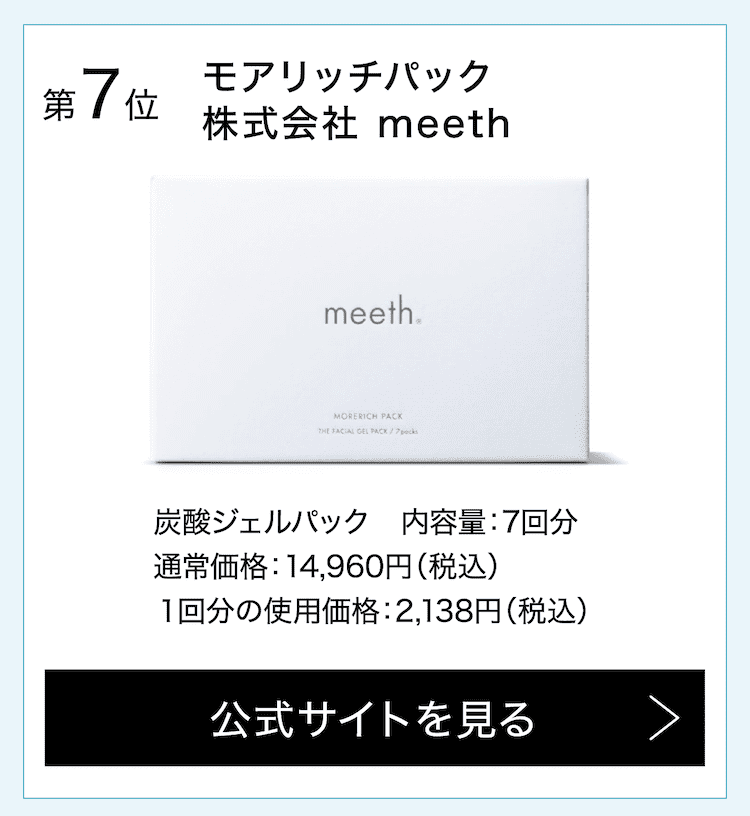 第7位
モアリッチパック
株式会社 meeth
meeth®
MORERICH PACK
THE FACIAL GEL PACK / 7packs
炭酸ジェルパック　内容量：7回分
通常価格：14,960円（税込）
1回分の使用価格：2,138円（税込）
公式サイトを見る